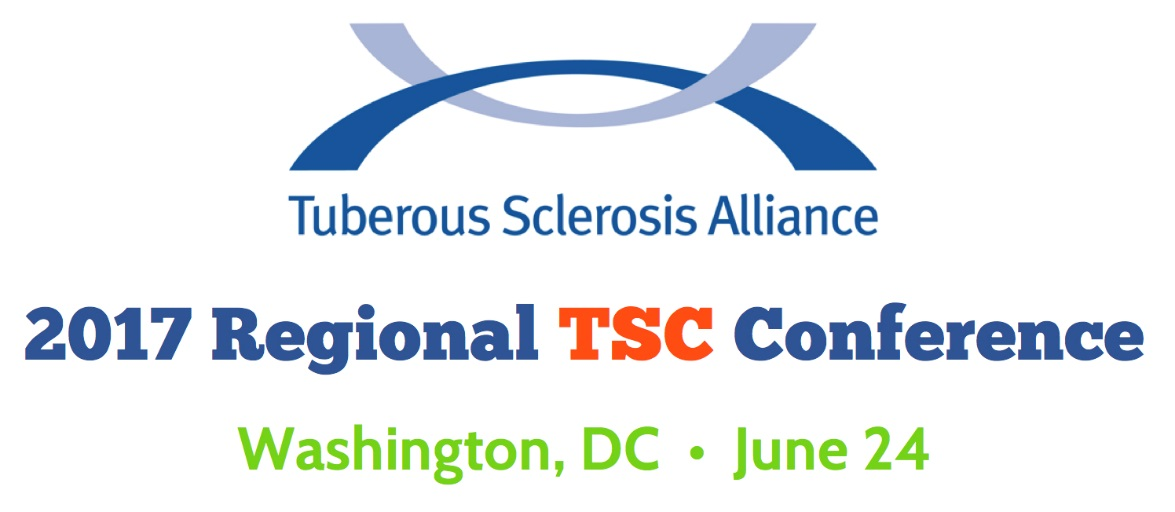 Tuberous Sclerosis Alliance
2017 Regional TSC Conference
Washington, DC • June 24